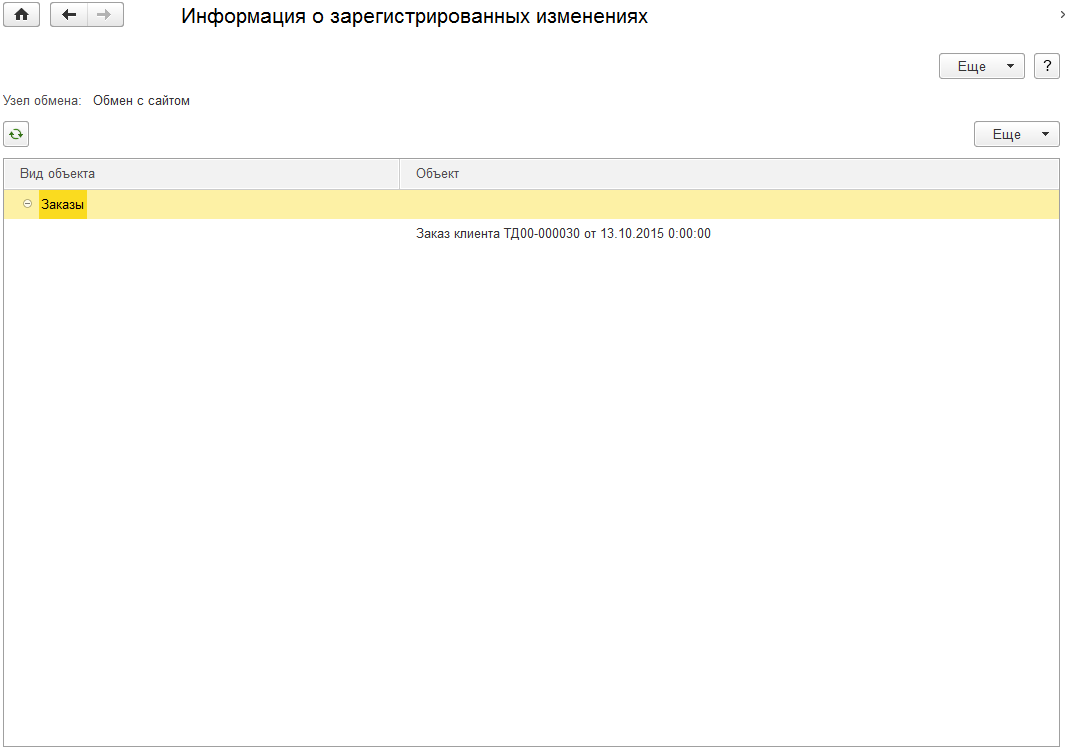 Информация о зарегистрированных изменениях
Еще ?
Узел обмена: Обмен с сайтом
Еще
Вид объекта Объект
Заказы
Заказ клиента ТД00-000030 от 13.10.2015 0:00:00